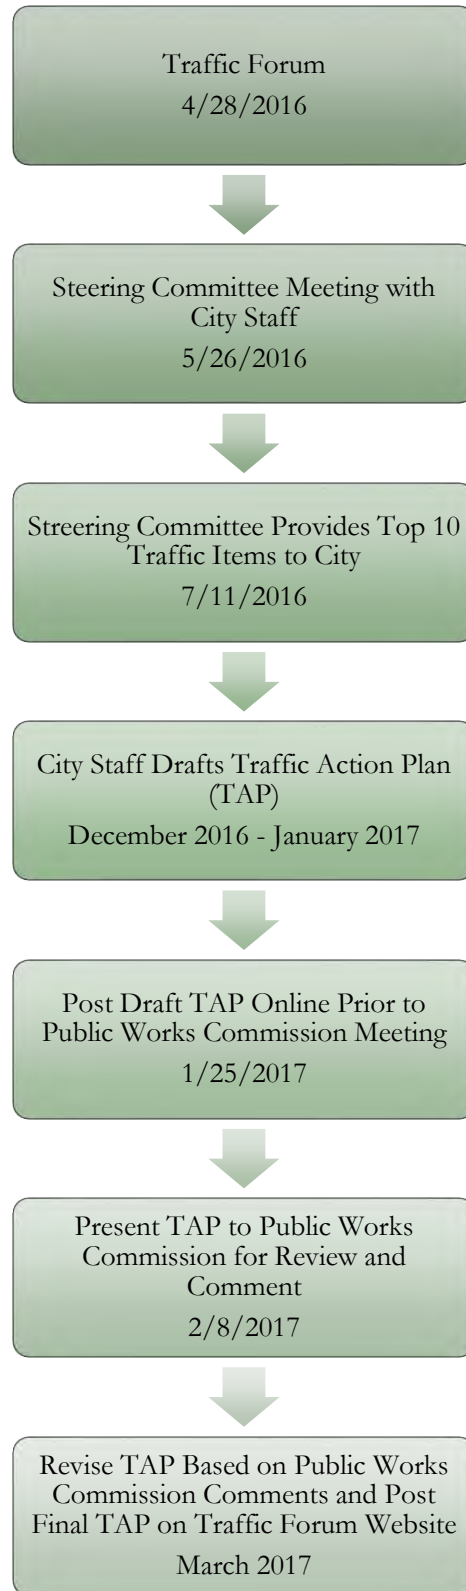 Traffic Forum
4/28/2016
Steering Committee Meeting with
City Staff
5/26/2016
Streering Committee Provides Top 10
Traffic Items to City
7/11/2016
City Staff Drafts Traffic Action Plan
(TAP)
December 2016 - January 2017
Post Draft TAP Online Prior to
Public Works Commission Meeting
1/25/2017
Present TAP to Public Works
Commission for Review and
Comment
2/8/2017
Revise TAP Based on Public Works
Commission Comments and Post
Final TAP on Traffic Forum Website
March 2017